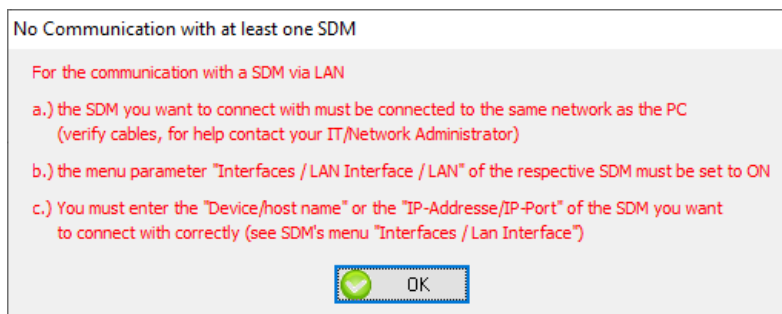 No Communication with at least one SDM
For the communication with a SDM via LAN
a.) the SDM you want to connect with must be connected to the same network as the PC
(verify cables, for help contact your IT/Network Administrator)
b.) the menu parameter "Interfaces / LAN Interface / LAN" of the respective SDM must be set to ON
c.) You must enter the "Device/host name" or the "IP-Addresse/IP-Port" of the SDM you want
to connect with correctly (see SDM's menu "Interfaces / Lan Interface")
OK